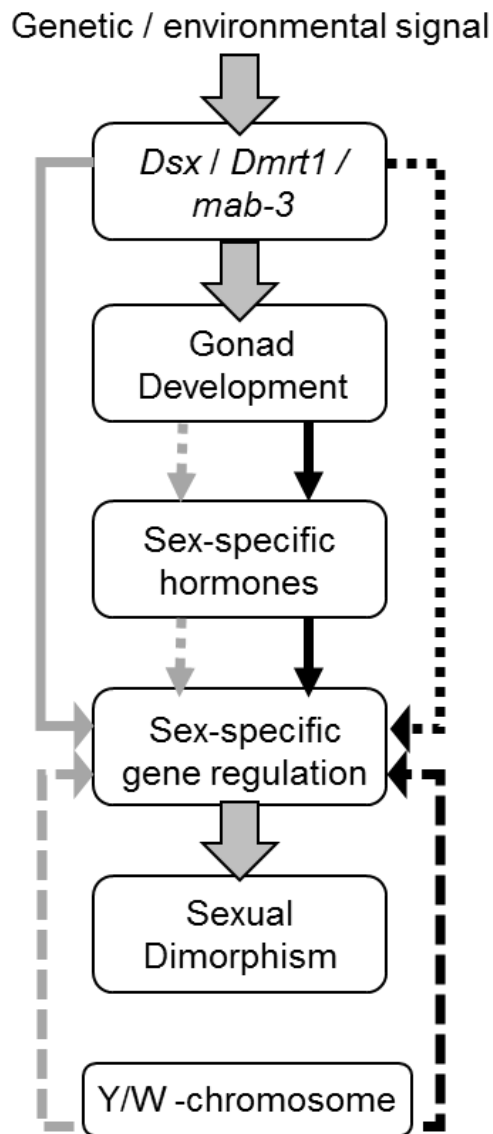 Genetic / environmental signal
Dsx / Dmrt1 /
mab-3
Gonad
Development
Sex-specific
hormones
Sex-specific
gene regulation
Sexual
Dimorphism
Y/W -chromosome